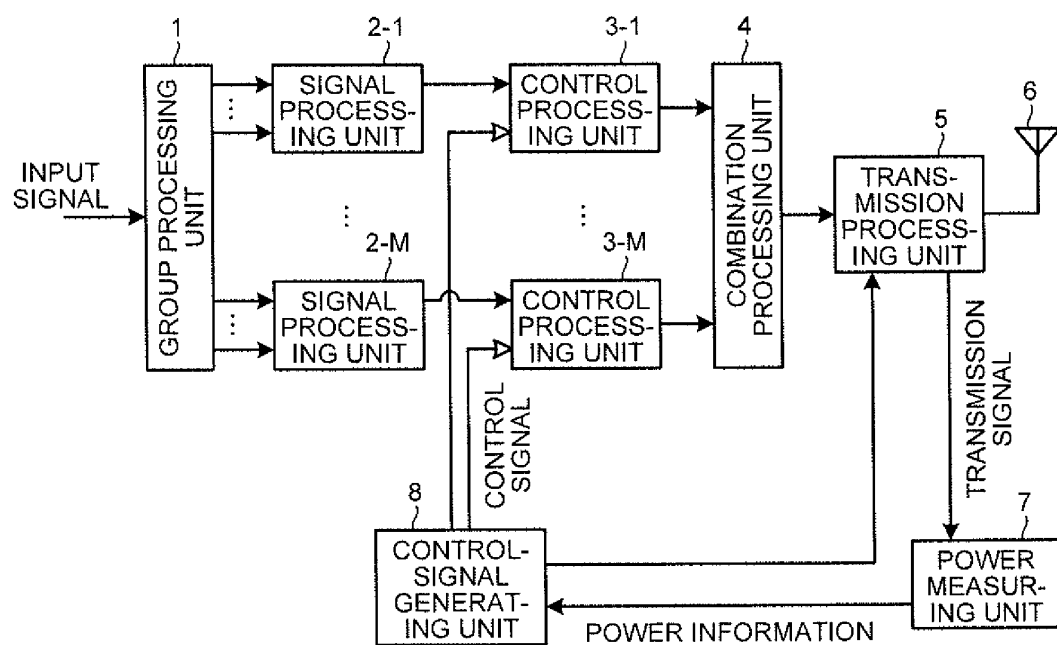 1
2-1
3-1
4
5
6
INPUT
SIGNAL
GROUP PROCESSING
UNIT
⋯
SIGNAL
PROCESS-
ING UNIT
CONTROL
PROCESS-
ING UNIT
COMBINATION
PROCESSING UNIT
TRANS-
MISSION
PROCESS-
ING UNIT
⋯
⋯
2-M
3-M
⋯
SIGNAL
PROCESS-
ING UNIT
CONTROL
PROCESS-
ING UNIT
CONTROL
SIGNAL
TRANSMISSION
SIGNAL
8
CONTROL-
SIGNAL
GENERAT-
ING UNIT
7
POWER
MEASUR-
ING UNIT
POWER INFORMATION